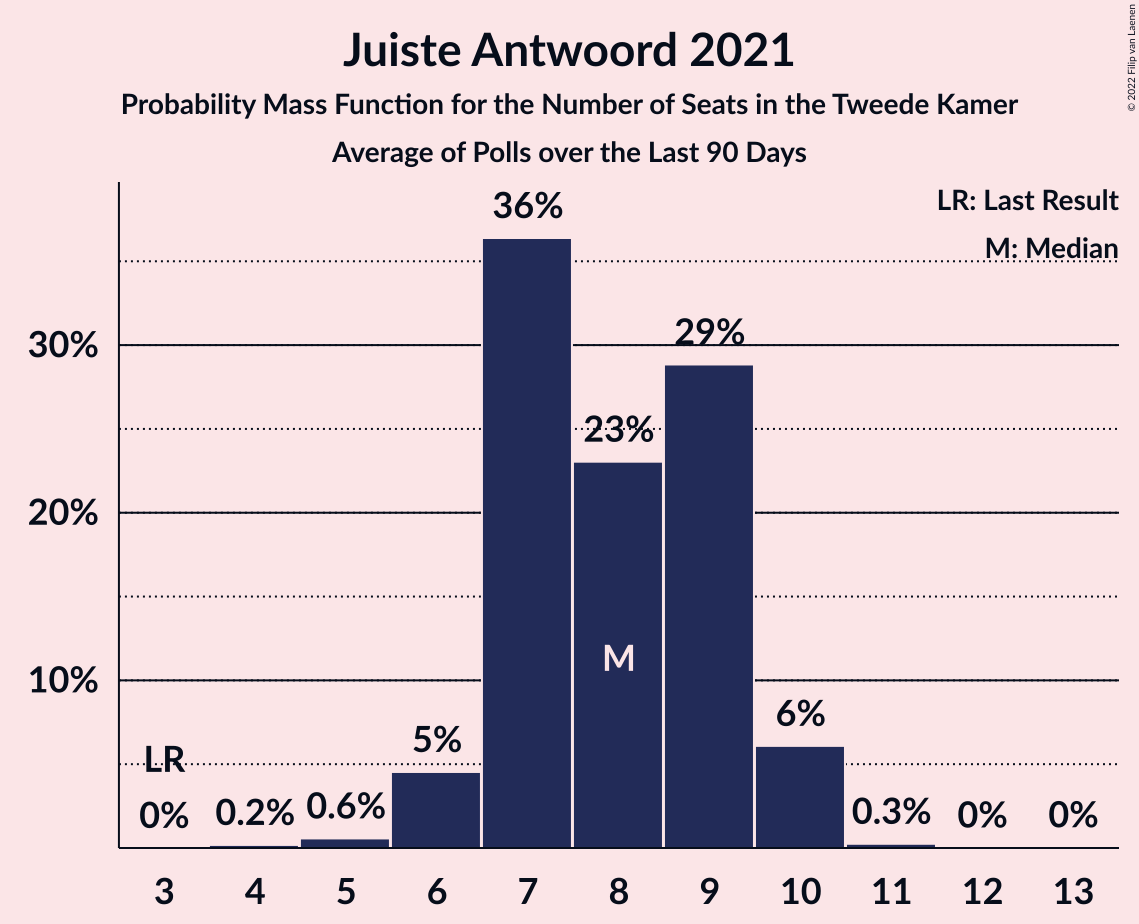 Juiste Antwoord 2021
Probability Mass Function for the Number of Seats in the Tweede Kamer
Average of Polls over the Last 90 Days
© 2022 Filip van Laenen
LR: Last Result
M: Median
36%
29%
30%
23%
20%
M
10%
6%
5%
LR
0%
0.2%
0.6%
0.3%
0%
0%
3 4 5 6 7 8 9 10 11 12 13